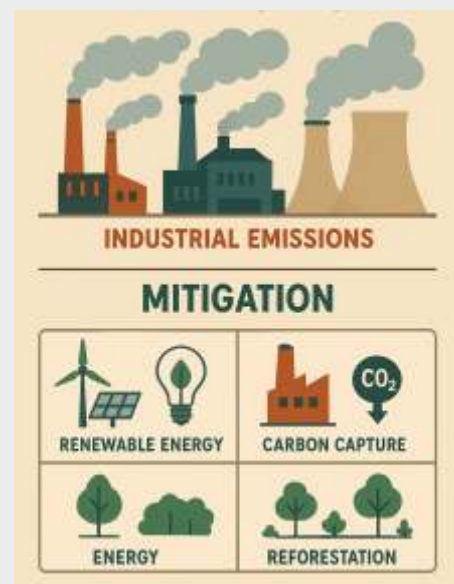 INDUSTRIAL EMISSIONS
MITIGATION
RENEWABLE ENERGY
CARBON CAPTURE
CO₂
ENERGY
REFORESTATION